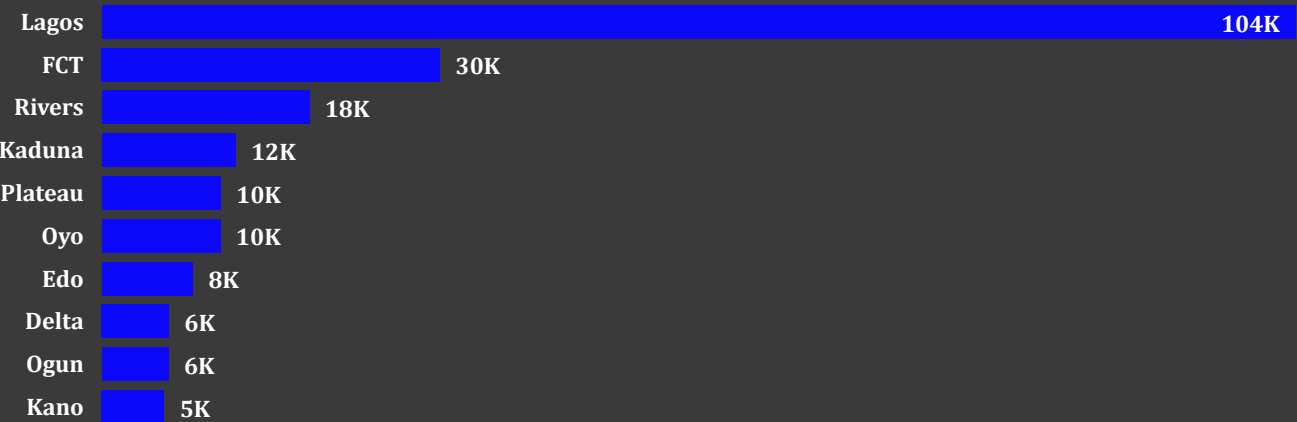 Lagos 104K
FCT 30K
Rivers 18K
Kaduna 12K
Plateau 10K
Oyo 10K
Edo 8K
Delta 6K
Ogun 6K
Kano 5K